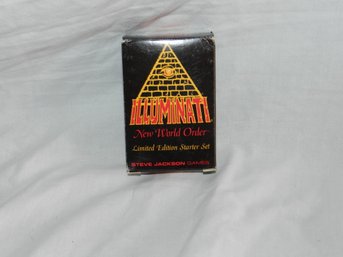 ILLUMINATI
New World Order
Limited Edition Starter Set
STEVE JACKSON GAMES